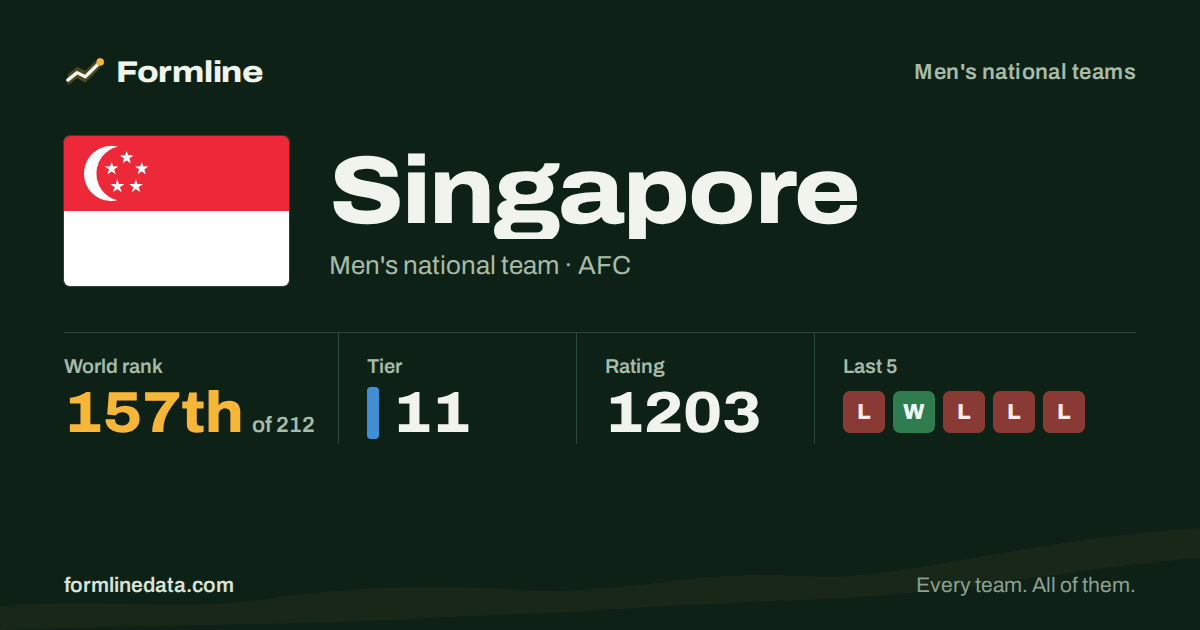 Formline
Men's national teams
Singapore
Men's national team · AFC
World rank
157th of 212
Tier
11
Rating
1203
Last 5
L W L L L
formlinedata.com
Every team. All of them.